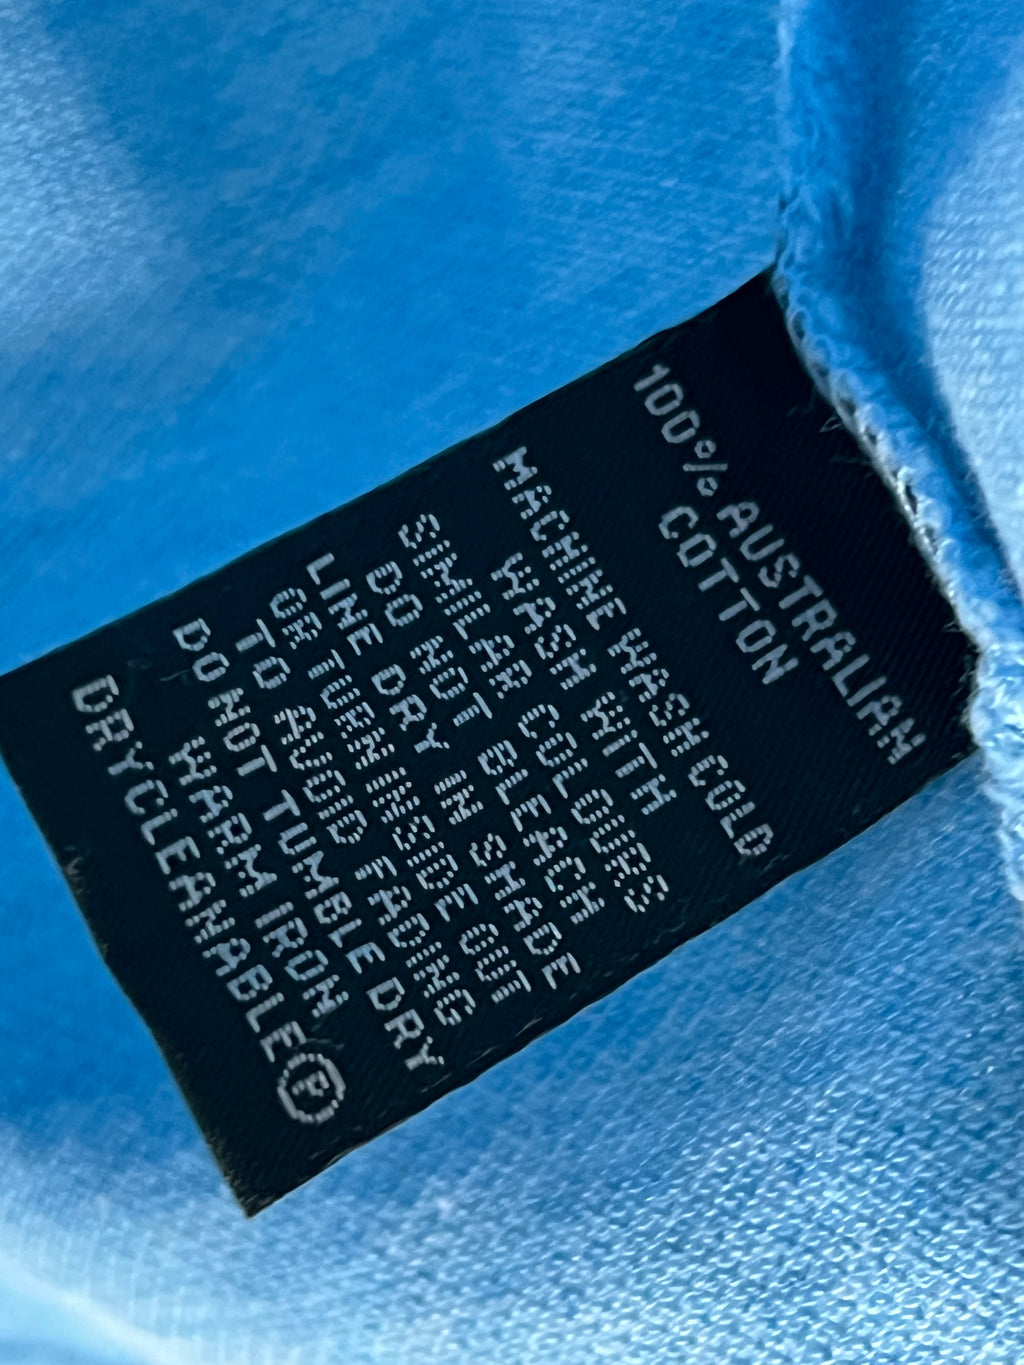 100% AUSTRALIAN
COTTON
MACHINE WASH COLD
WASH WITH
SIMILAR COLOURS
DO NOT BLEACH
LINE DRY IN SHADE
OR TURN INSIDE OUT
TO AVOID FADING
DO NOT TUMBLE DRY
WARM IRON
DRYCLEANABLE Ⓟ